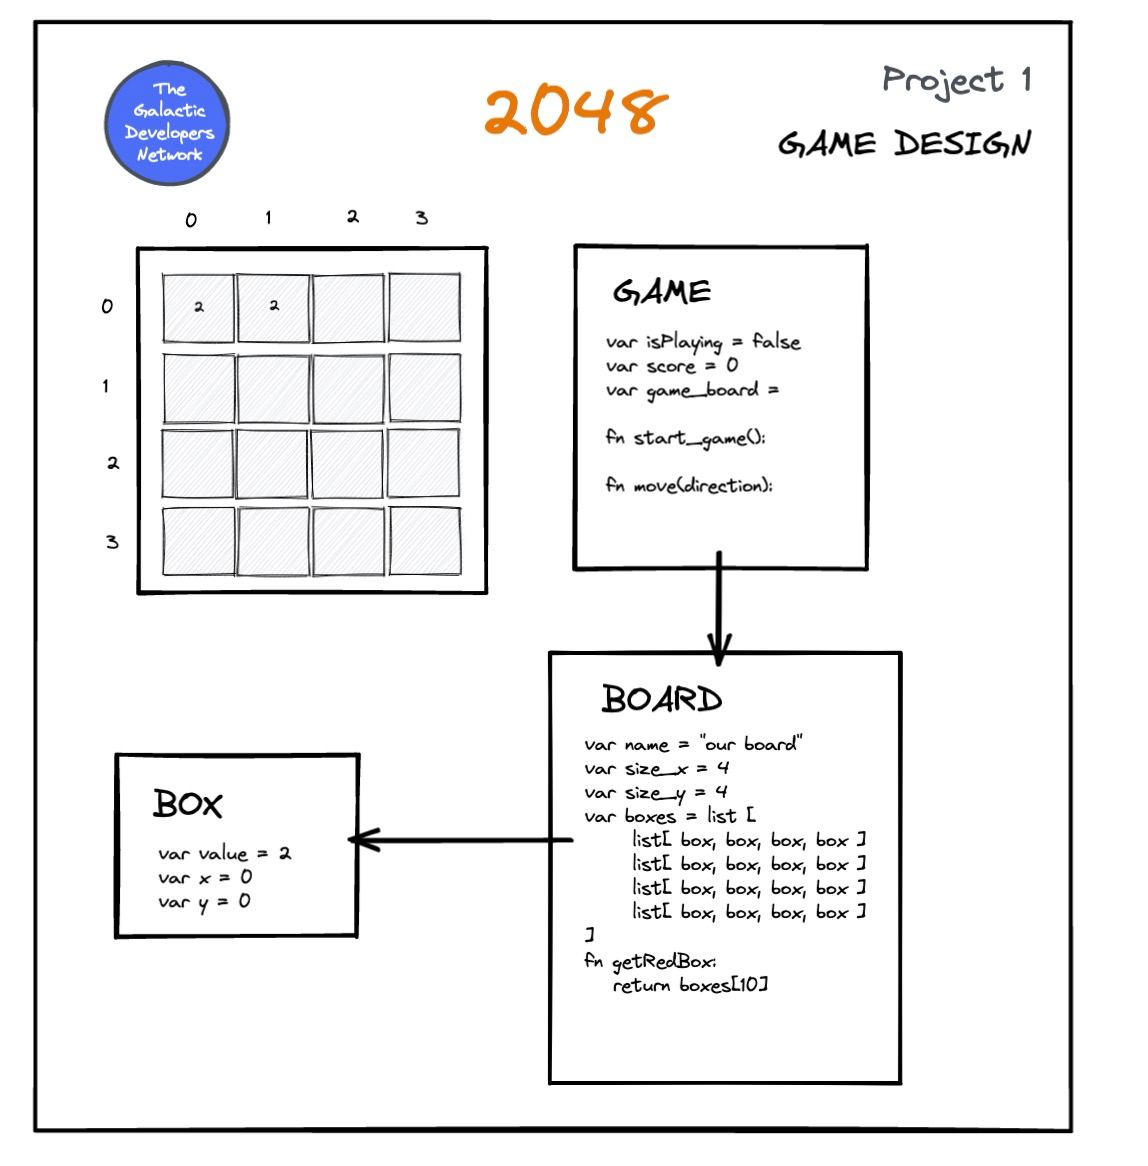 The
Galactic
Developers
Network
2048
Project 1
GAME DESIGN
0 1 2 3
0
2 2
1
2
3
GAME
var isPlaying = false
var score = 0
var game_board =
fn start_game():
fn move(direction):
BOARD
var name = "our board"
var size_x = 4
var size_y = 4
var boxes = list [
list[ box, box, box, box ]
list[ box, box, box, box ]
list[ box, box, box, box ]
list[ box, box, box, box ]
]
fn getRedBox:
return boxes[10]
BOX
var value = 2
var x = 0
var y = 0